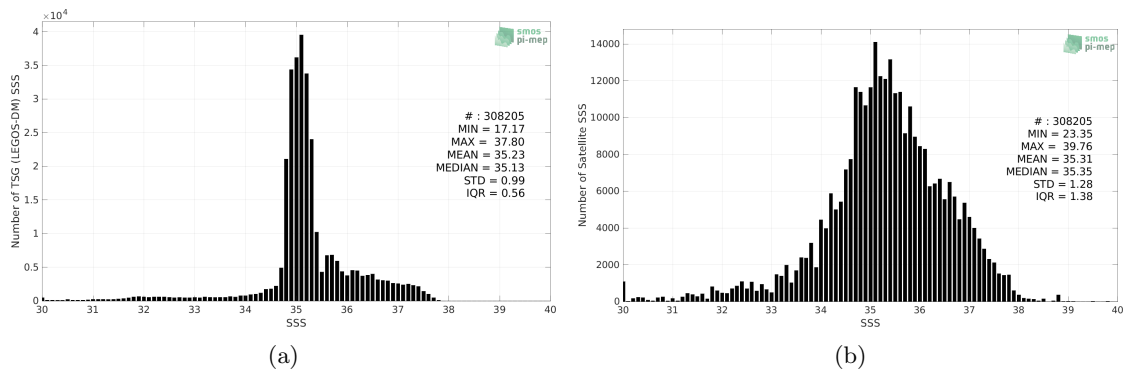 ×10⁴
4
3.5
3
2.5
2
1.5
1
0.5
0
Number of TSG (LEGOS-DM) SSS
30 31 32 33 34 35 36 37 38 39 40
SSS
smos
pi-mep
# : 308205
MIN = 17.17
MAX = 37.80
MEAN = 35.23
MEDIAN = 35.13
STD = 0.99
IQR = 0.56
(a)
14000
12000
10000
8000
6000
4000
2000
0
Number of Satellite SSS
30 31 32 33 34 35 36 37 38 39 40
SSS
smos
pi-mep
# : 308205
MIN = 23.35
MAX = 39.76
MEAN = 35.31
MEDIAN = 35.35
STD = 1.28
IQR = 1.38
(b)